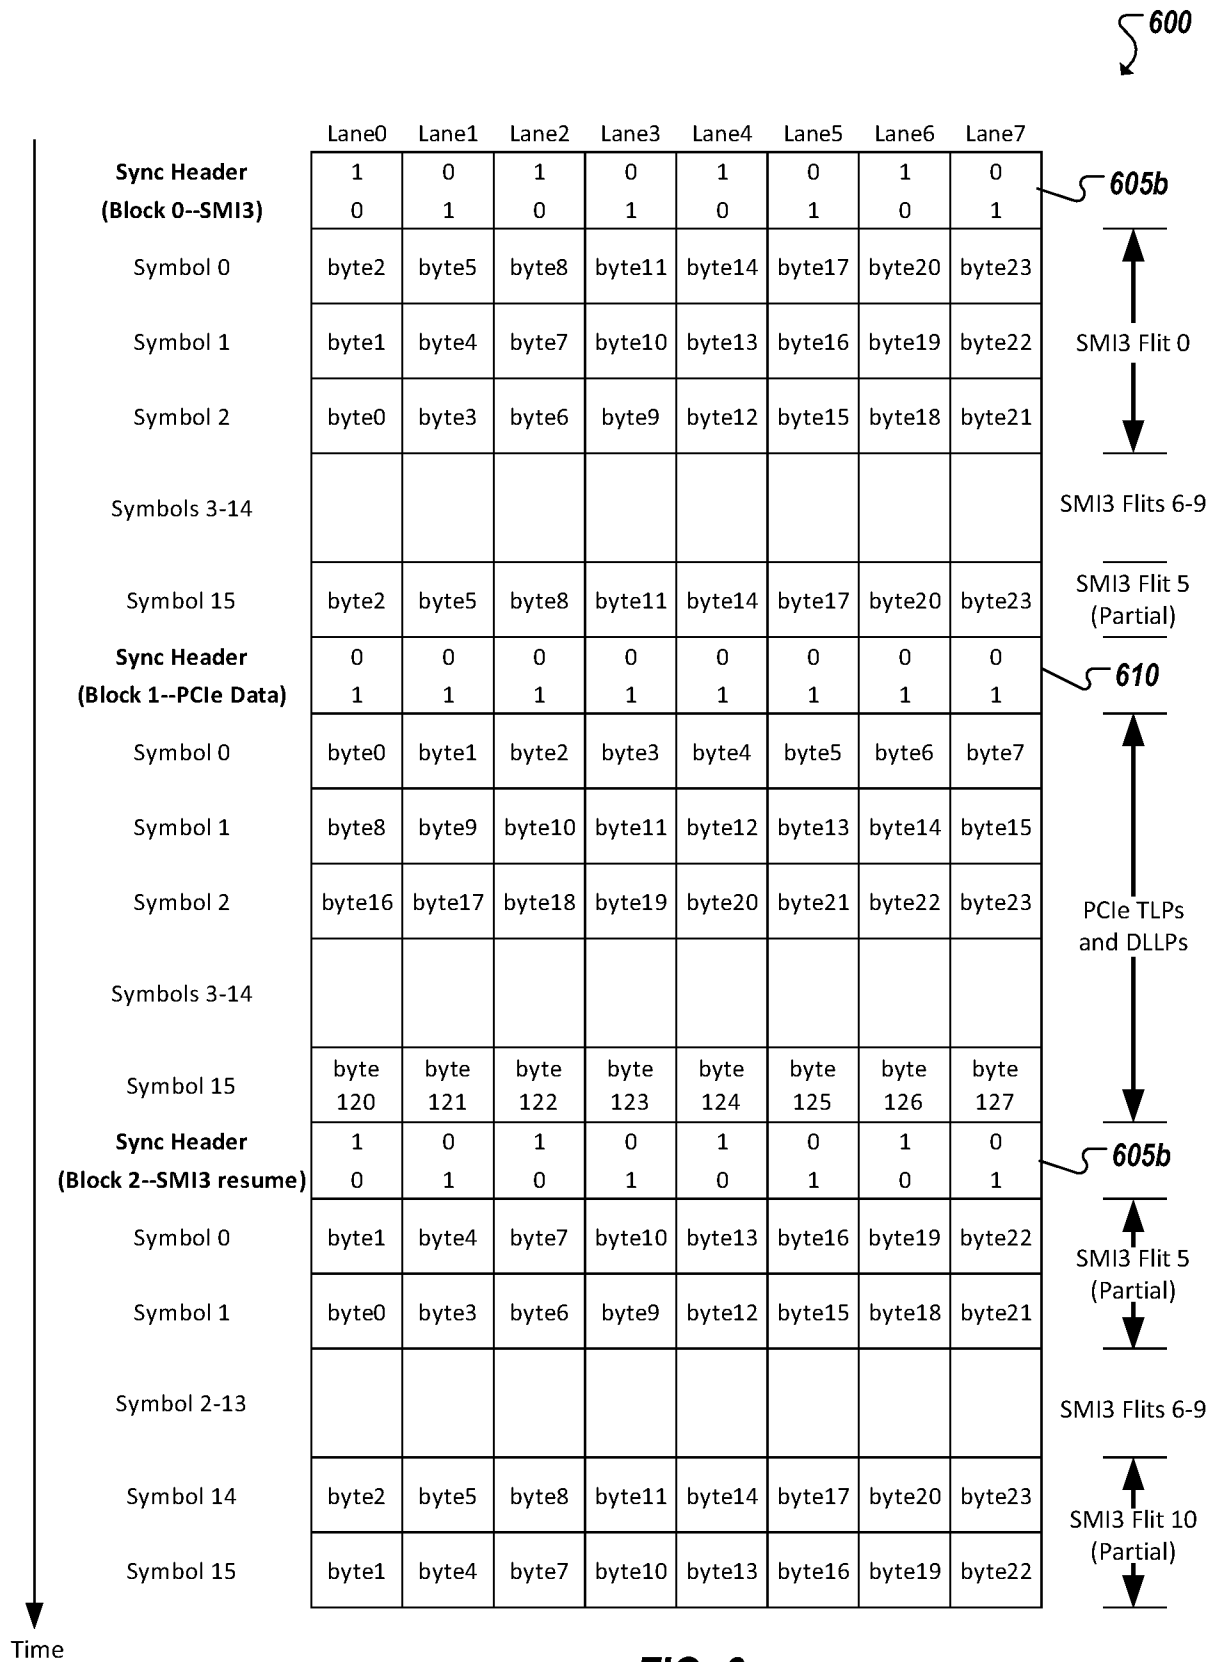 600
Lane0 Lane1 Lane2 Lane3 Lane4 Lane5 Lane6 Lane7
Sync Header 1 0 1 0 1 0 1 0
605b
(Block 0--SMI3) 0 1 0 1 0 1 0 1
Symbol 0 byte2 byte5 byte8 byte11 byte14 byte17 byte20 byte23
Symbol 1 byte1 byte4 byte7 byte10 byte13 byte16 byte19 byte22 SMI3 Flit 0
Symbol 2 byte0 byte3 byte6 byte9 byte12 byte15 byte18 byte21
Symbols 3-14 SMI3 Flits 6-9
Symbol 15 byte2 byte5 byte8 byte11 byte14 byte17 byte20 byte23 SMI3 Flit 5
(Partial)
Sync Header 0 0 0 0 0 0 0 0
610
(Block 1--PCIe Data) 1 1 1 1 1 1 1 1
Symbol 0 byte0 byte1 byte2 byte3 byte4 byte5 byte6 byte7
Symbol 1 byte8 byte9 byte10 byte11 byte12 byte13 byte14 byte15
Symbol 2 byte16 byte17 byte18 byte19 byte20 byte21 byte22 byte23 PCIe TLPs
and DLLPs
Symbols 3-14
byte byte byte byte byte byte byte byte
Symbol 15
120 121 122 123 124 125 126 127
Sync Header 1 0 1 0 1 0 1 0
605b
(Block 2--SMI3 resume) 0 1 0 1 0 1 0 1
Symbol 0 byte1 byte4 byte7 byte10 byte13 byte16 byte19 byte22
SMI3 Flit 5
(Partial)
Symbol 1 byte0 byte3 byte6 byte9 byte12 byte15 byte18 byte21
Symbol 2-13 SMI3 Flits 6-9
Symbol 14 byte2 byte5 byte8 byte11 byte14 byte17 byte20 byte23
SMI3 Flit 10
(Partial)
Symbol 15 byte1 byte4 byte7 byte10 byte13 byte16 byte19 byte22
Time